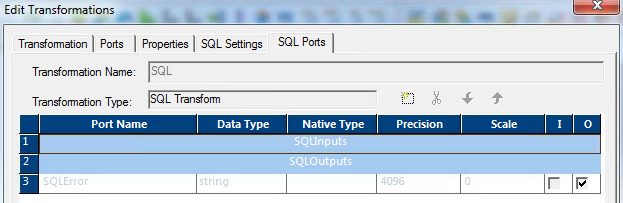 Edit Transformations
Transformation Ports Properties SQL Settings SQL Ports
Transformation Name: SQL
Transformation Type: SQL Transform
Port Name Data Type Native Type Precision Scale I O
1 SQLInputs
2 SQLOutputs
3 SQLError string 4096 0